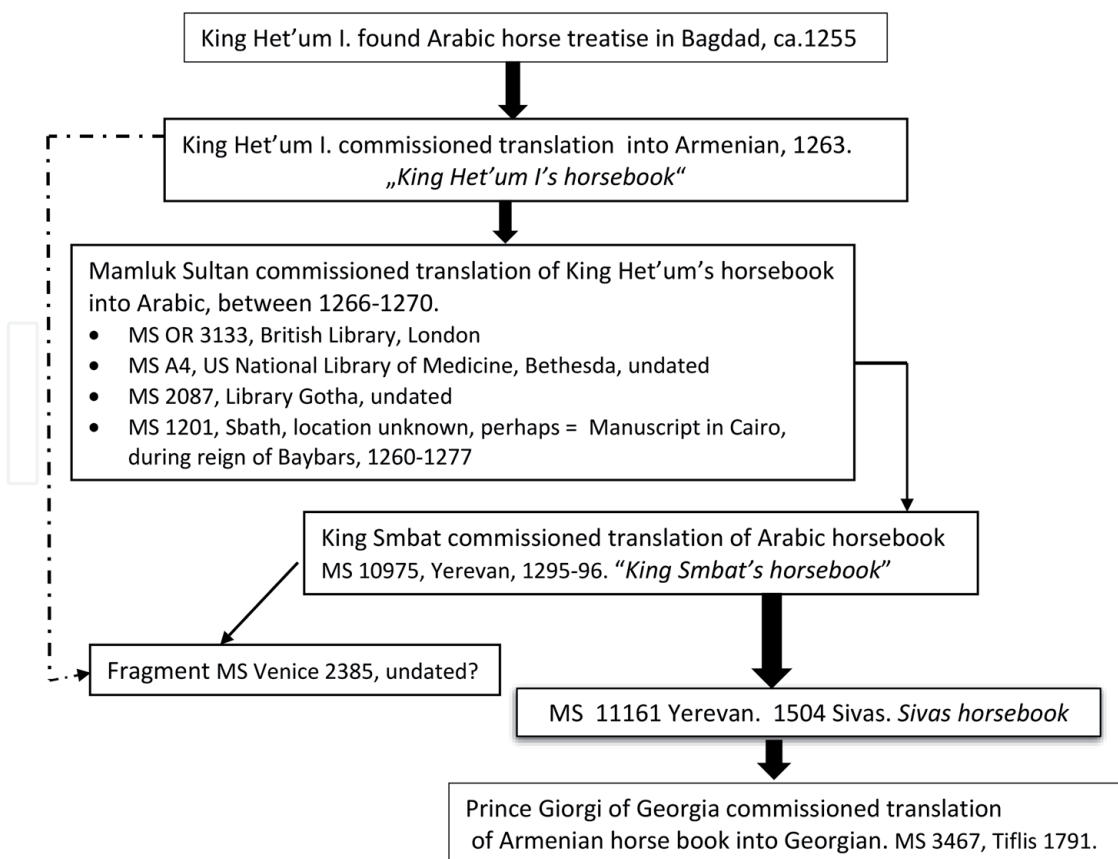 King Het’um I. found Arabic horse treatise in Bagdad, ca.1255
King Het’um I. commissioned translation into Armenian, 1263.
„King Het’um I’s horsebook“
Mamluk Sultan commissioned translation of King Het’um’s horsebook
into Arabic, between 1266-1270.
• MS OR 3133, British Library, London
• MS A4, US National Library of Medicine, Bethesda, undated
• MS 2087, Library Gotha, undated
• MS 1201, Sbath, location unknown, perhaps = Manuscript in Cairo,
during reign of Baybars, 1260-1277
King Smbat commissioned translation of Arabic horsebook
MS 10975, Yerevan, 1295-96. “King Smbat’s horsebook”
Fragment MS Venice 2385, undated?
MS 11161 Yerevan. 1504 Sivas. Sivas horsebook
Prince Giorgi of Georgia commissioned translation
of Armenian horse book into Georgian. MS 3467, Tiflis 1791.